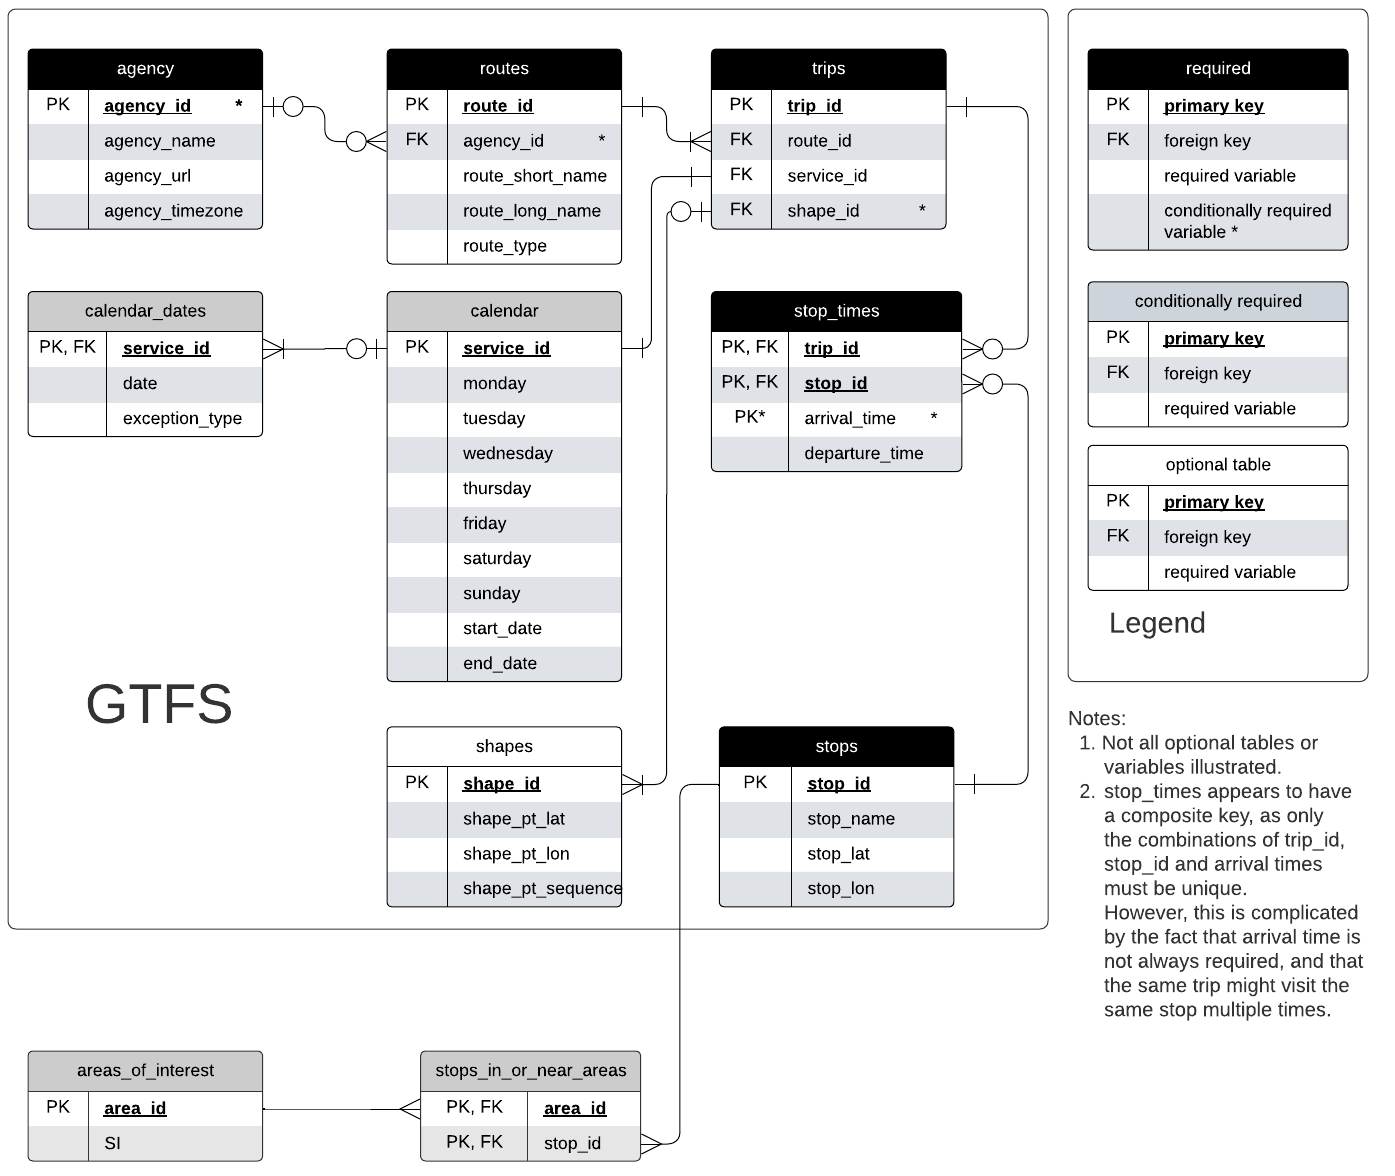 agency
PK agency_id *
agency_name
agency_url
agency_timezone
routes
PK route_id
FK agency_id *
route_short_name
route_long_name
route_type
trips
PK trip_id
FK route_id
FK service_id
FK shape_id *
calendar_dates
PK, FK service_id
date
exception_type
calendar
PK service_id
monday
tuesday
wednesday
thursday
friday
saturday
sunday
start_date
end_date
stop_times
PK, FK trip_id
PK, FK stop_id
PK* arrival_time *
departure_time
GTFS
shapes
PK shape_id
shape_pt_lat
shape_pt_lon
shape_pt_sequence
stops
PK stop_id
stop_name
stop_lat
stop_lon
areas_of_interest
PK area_id
SI
stops_in_or_near_areas
PK, FK area_id
PK, FK stop_id
required
PK primary key
FK foreign key
required variable
conditionally required
variable *
conditionally required
PK primary key
FK foreign key
required variable
optional table
PK primary key
FK foreign key
required variable
Legend
Notes:
1. Not all optional tables or
variables illustrated.
2. stop_times appears to have
a composite key, as only
the combinations of trip_id,
stop_id and arrival times
must be unique.
However, this is complicated
by the fact that arrival time is
not always required, and that
the same trip might visit the
same stop multiple times.